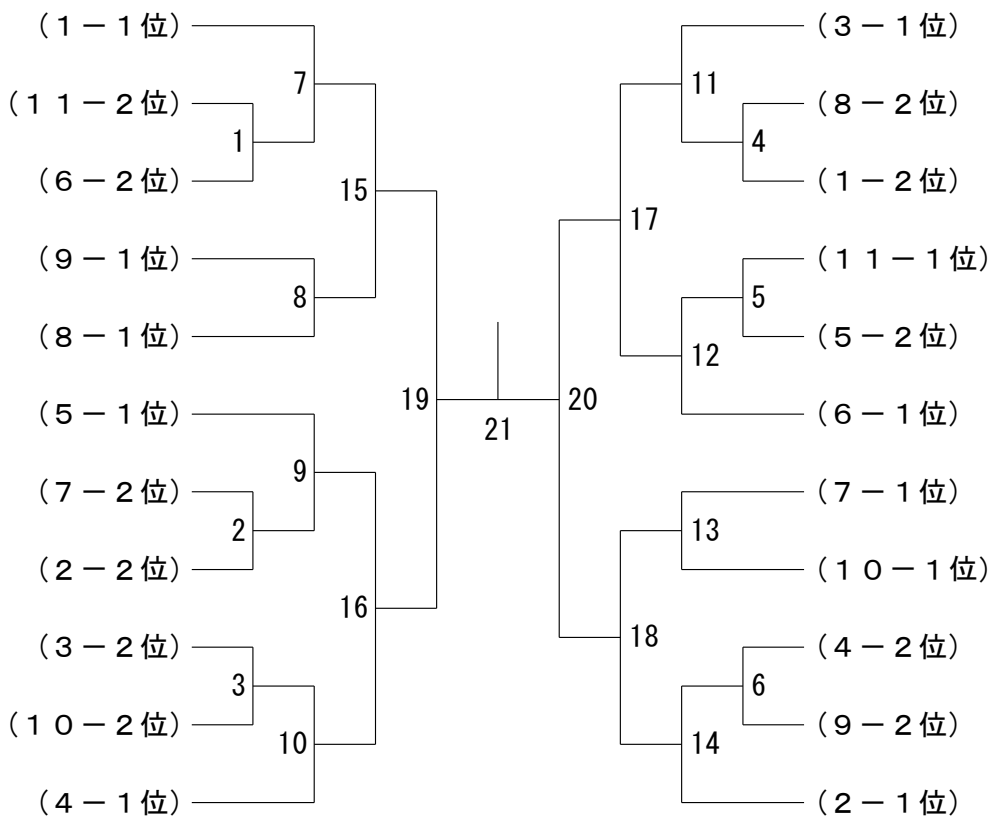 （１－１位）
7
（１１－２位）
1
（６－２位）
15
（９－１位）
8
（８－１位）
19
（５－１位）
9
（７－２位）
2
（２－２位）
16
（３－２位）
3
（１０－２位）
10
（４－１位）
21
（３－１位）
11
（８－２位）
4
（１－２位）
17
（１１－１位）
5
（５－２位）
12
（６－１位）
20
（７－１位）
13
（１０－１位）
18
（４－２位）
6
（９－２位）
14
（２－１位）